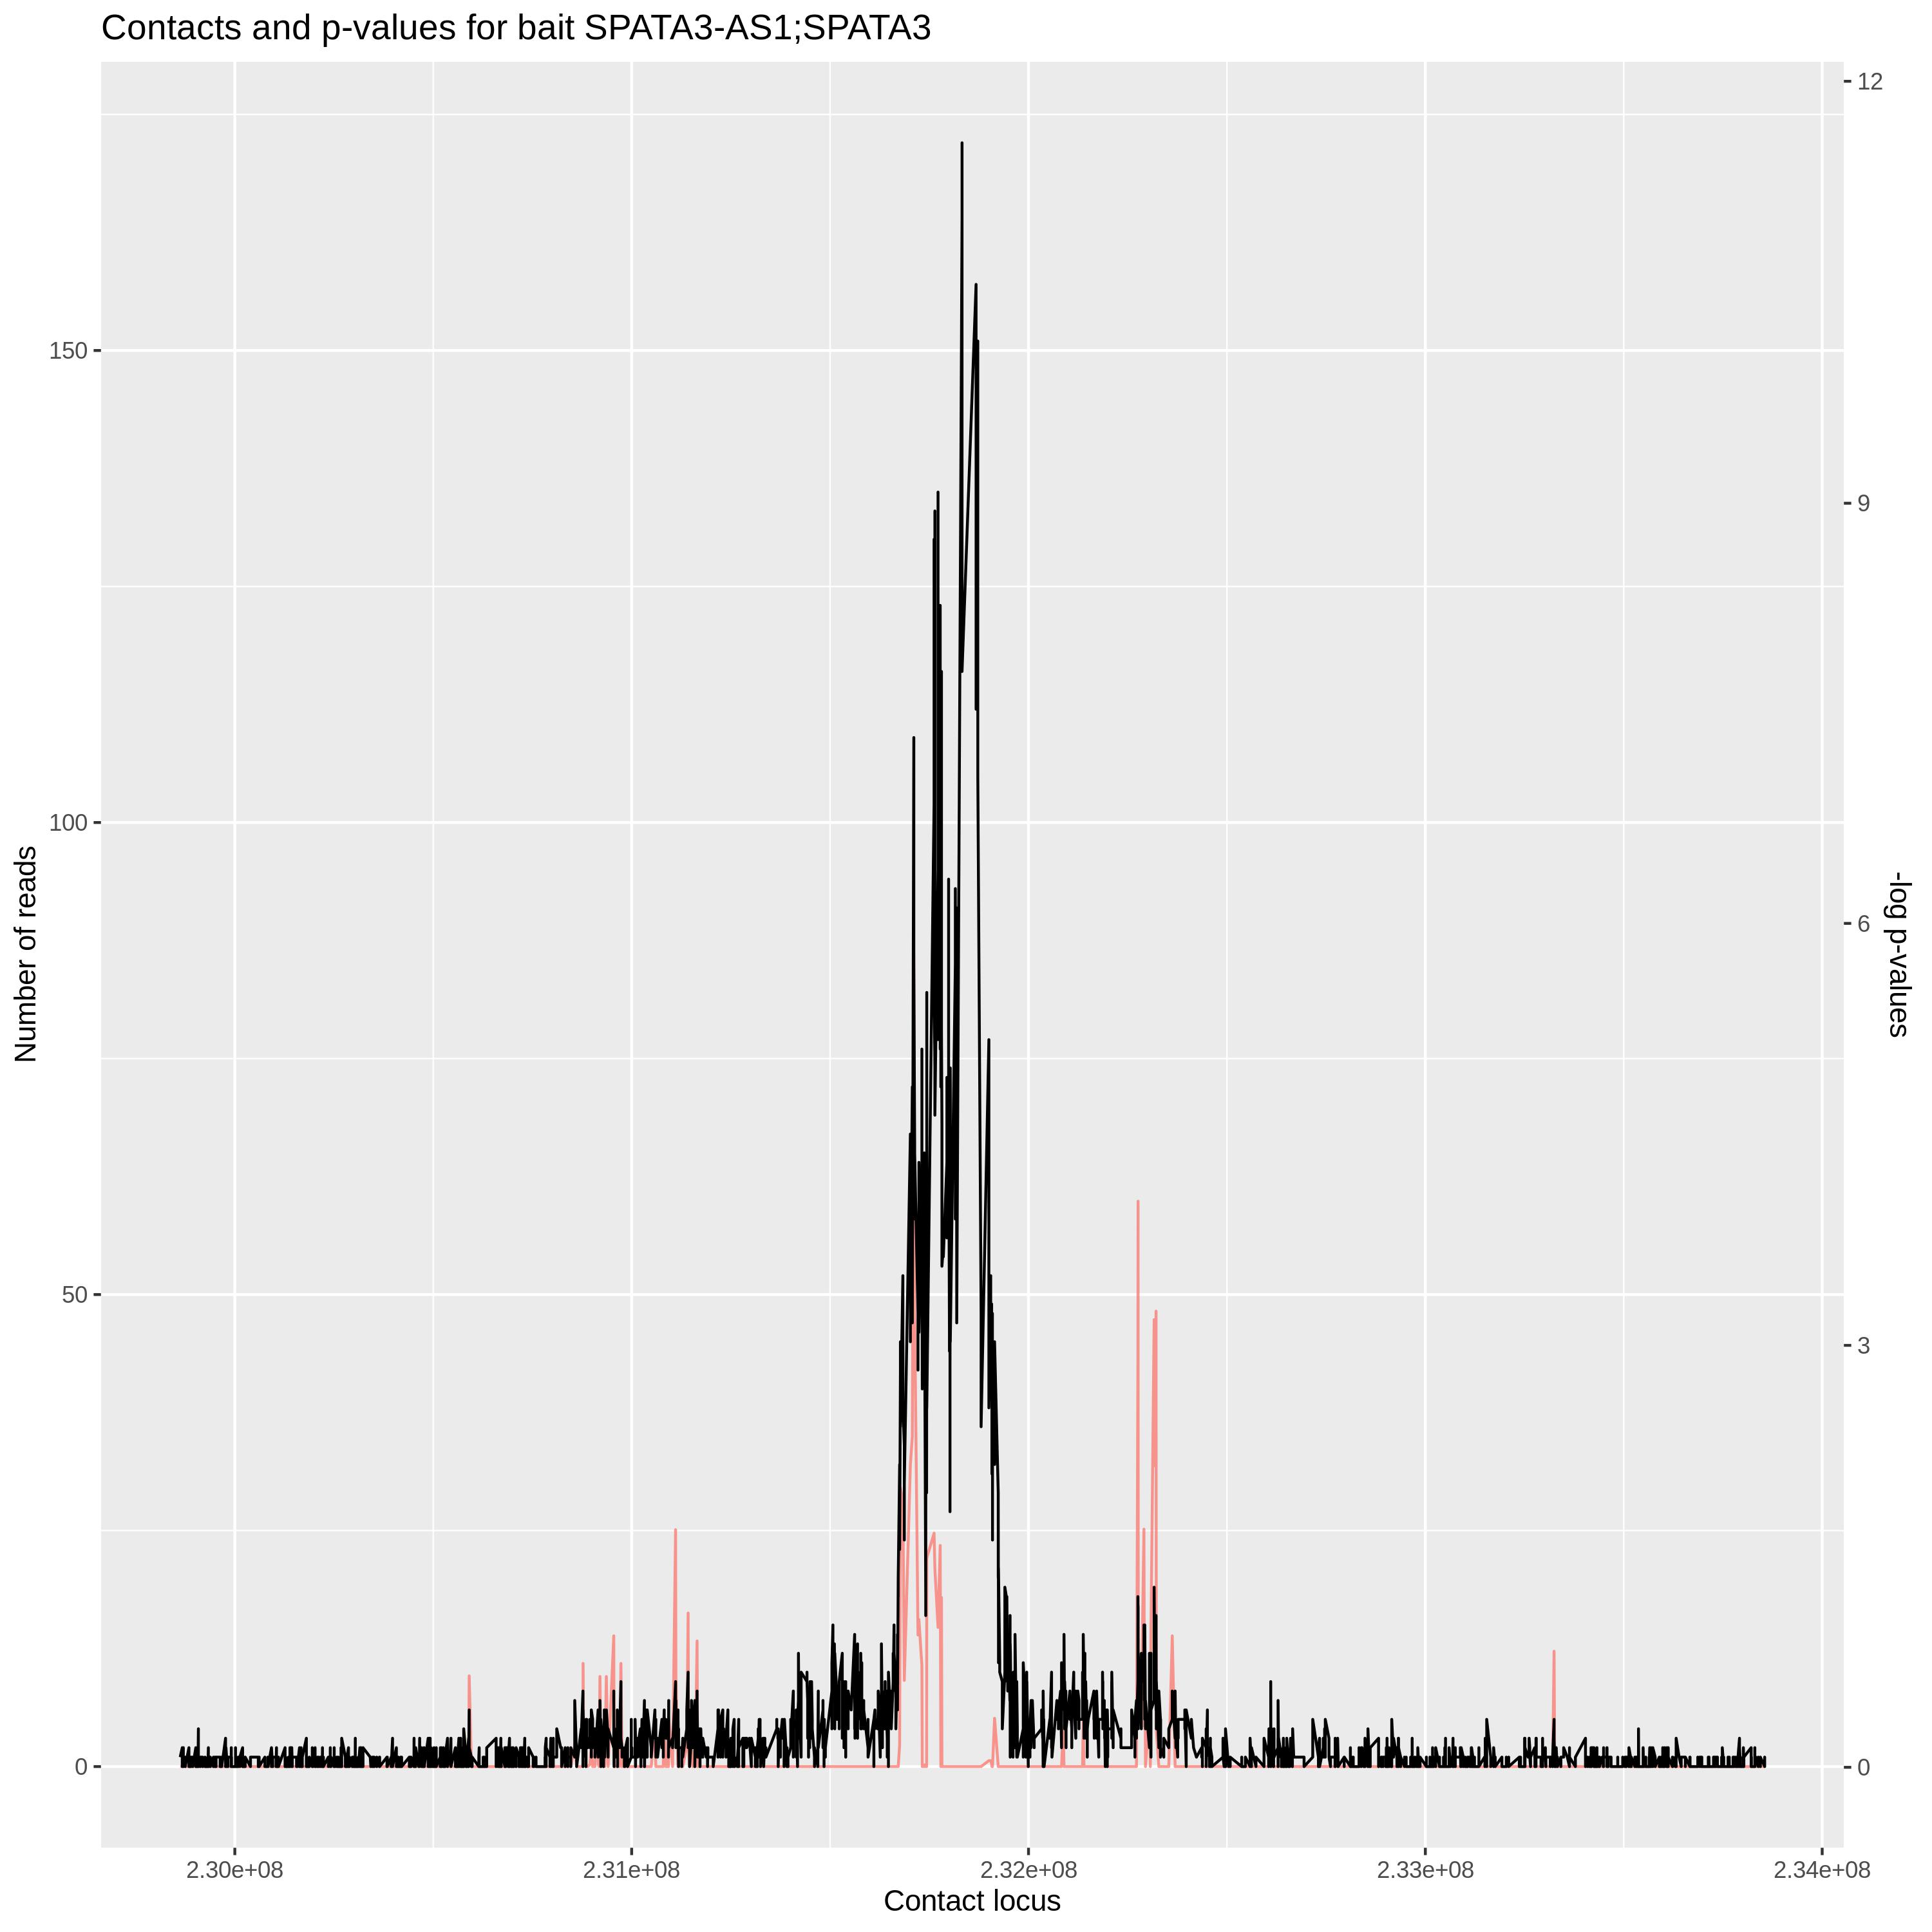 Contacts and p-values for bait SPATA3-AS1;SPATA3
12
150
9
100
Number of reads
6
-log p-values
50
3
0
0
2.30e+08
2.31e+08
2.32e+08
2.33e+08
2.34e+08
Contact locus